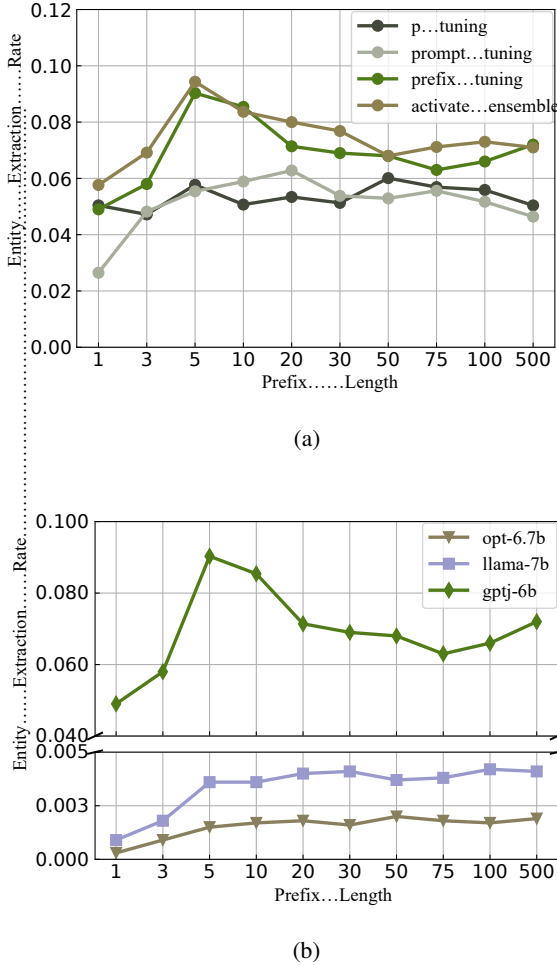 0.12
0.10
0.08
0.06
0.04
0.02
0.00
Entity……Extraction……Rate
p…tuning
prompt…tuning
prefix…tuning
activate…ensemble
1 3 5 10 20 30 50 75 100 500
Prefix……Length
(a)
0.100
0.080
0.060
0.040
0.005
0.003
0.000
Entity……Extraction……Rate
opt-6.7b
llama-7b
gptj-6b
1 3 5 10 20 30 50 75 100 500
Prefix…Length
(b)